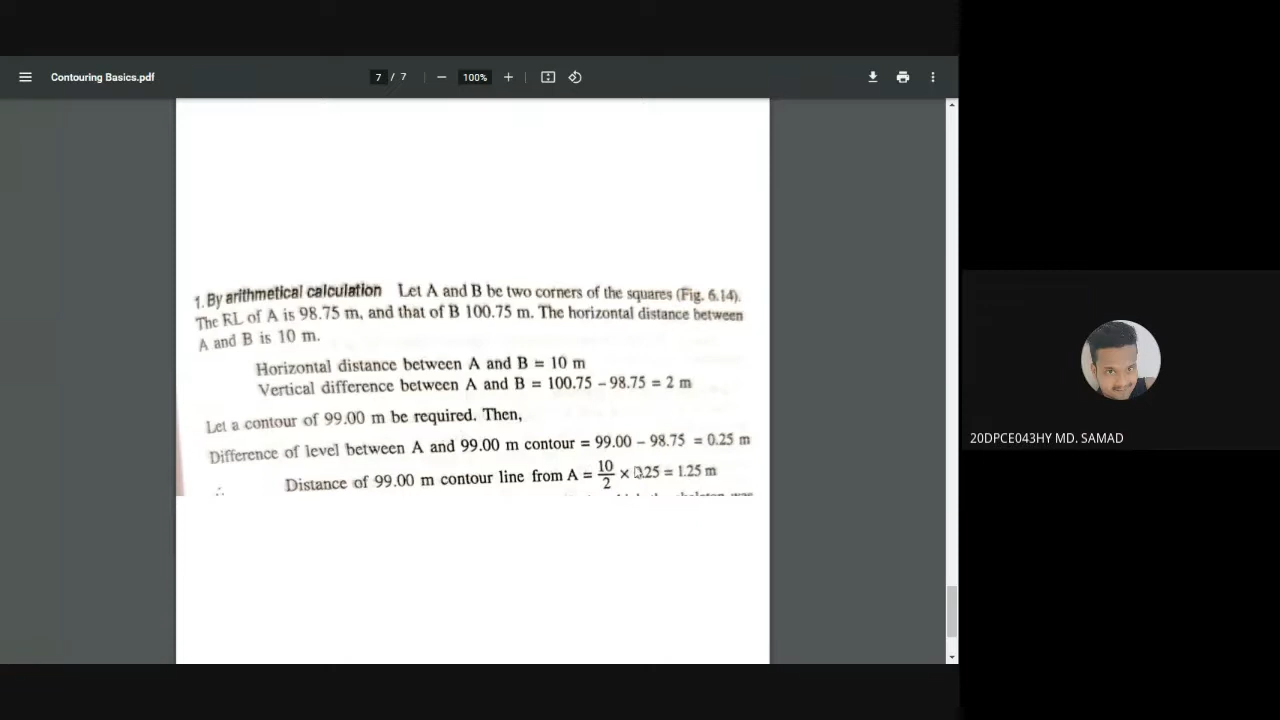 Contouring Basics.pdf
7 / 7
100%
1. By arithmetical calculation Let A and B be two corners of the squares (Fig. 6.14).
The RL of A is 98.75 m, and that of B 100.75 m. The horizontal distance between
A and B is 10 m.
Horizontal distance between A and B = 10 m
Vertical difference between A and B = 100.75 – 98.75 = 2 m
Let a contour of 99.00 m be required. Then,
Difference of level between A and 99.00 m contour = 99.00 – 98.75 = 0.25 m
∴ Distance of 99.00 m contour line from A = 10/2 × 0.25 = 1.25 m
20DPCE043HY MD. SAMAD